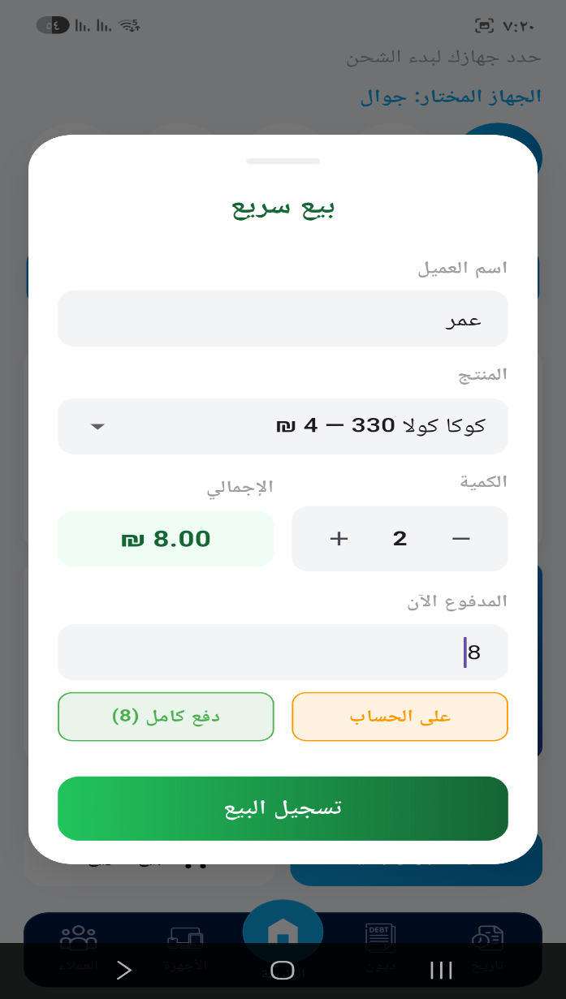 ٧:٢٠
٥٤
حدد جهازك لبدء الشحن
الجهاز المختار: جوال
بيع سريع
اسم العميل
عمر
المنتج
كوكا كولا 330 — 4 ₪
الكمية
الإجمالي
− 2 +
8.00 ₪
المدفوع الآن
8
على الحساب
دفع كامل (8)
تسجيل البيع
DEBT
تاريخ
ديون
الأجهزة
العملاء